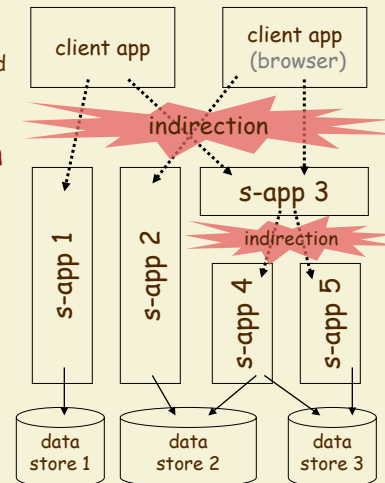 client app
client app
(browser)
d
indirection
s-app 3
indirection
s-app 1
s-app 2
s-app 4
s-app 5
data
store 1
data
store 2
data
store 3